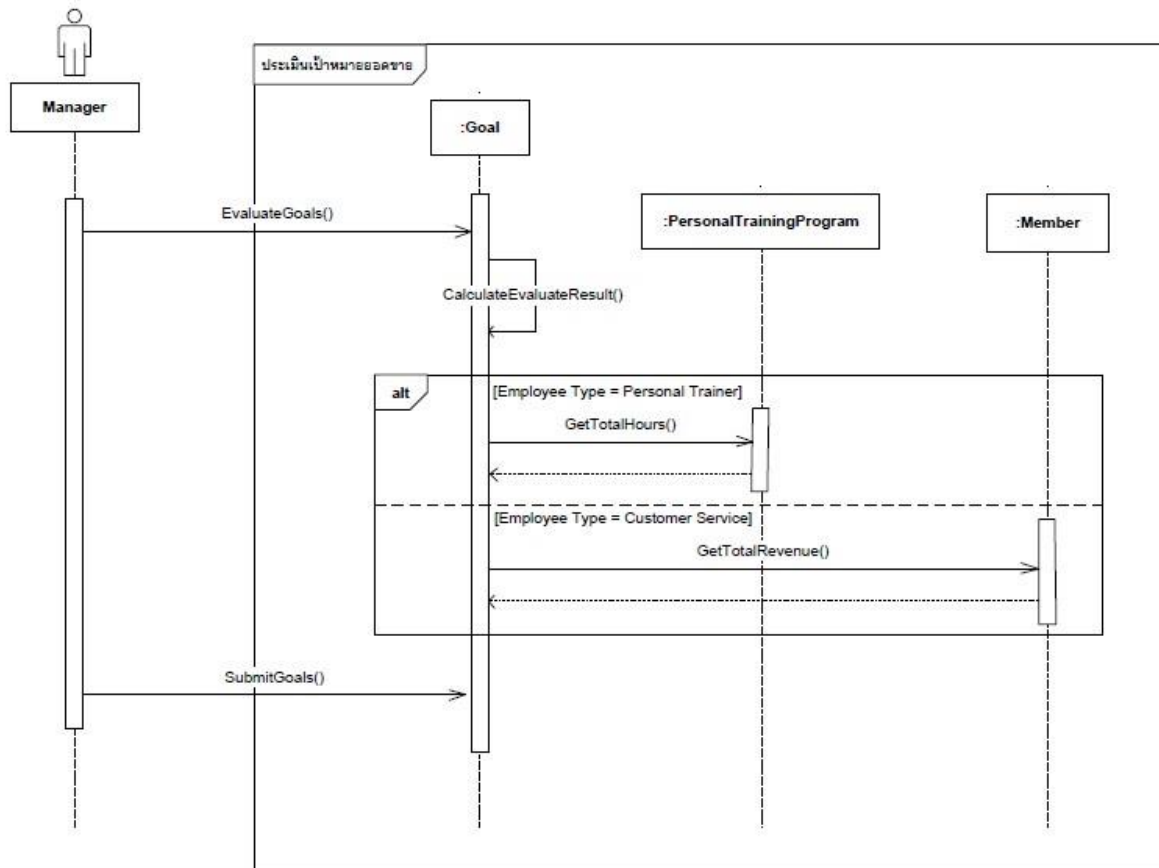 ประเมินเป้าหมายยอดขาย
Manager
:Goal
:PersonalTrainingProgram
:Member
EvaluateGoals()
CalculateEvaluateResult()
alt
[Employee Type = Personal Trainer]
GetTotalHours()
[Employee Type = Customer Service]
GetTotalRevenue()
SubmitGoals()